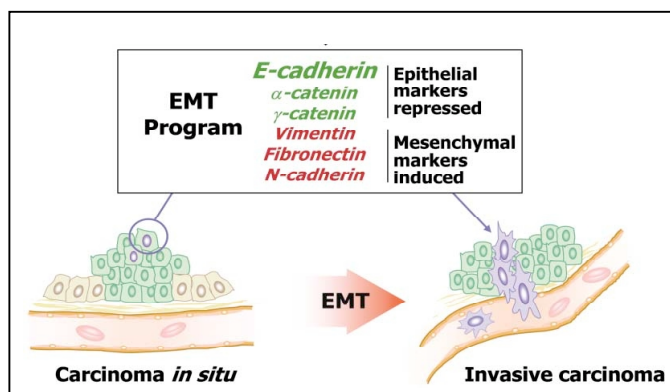 EMT
Program
E-cadherin
α-catenin
γ-catenin
Vimentin
Fibronectin
N-cadherin
Epithelial
markers
repressed
Mesenchymal
markers
induced
EMT
Carcinoma in situ
Invasive carcinoma